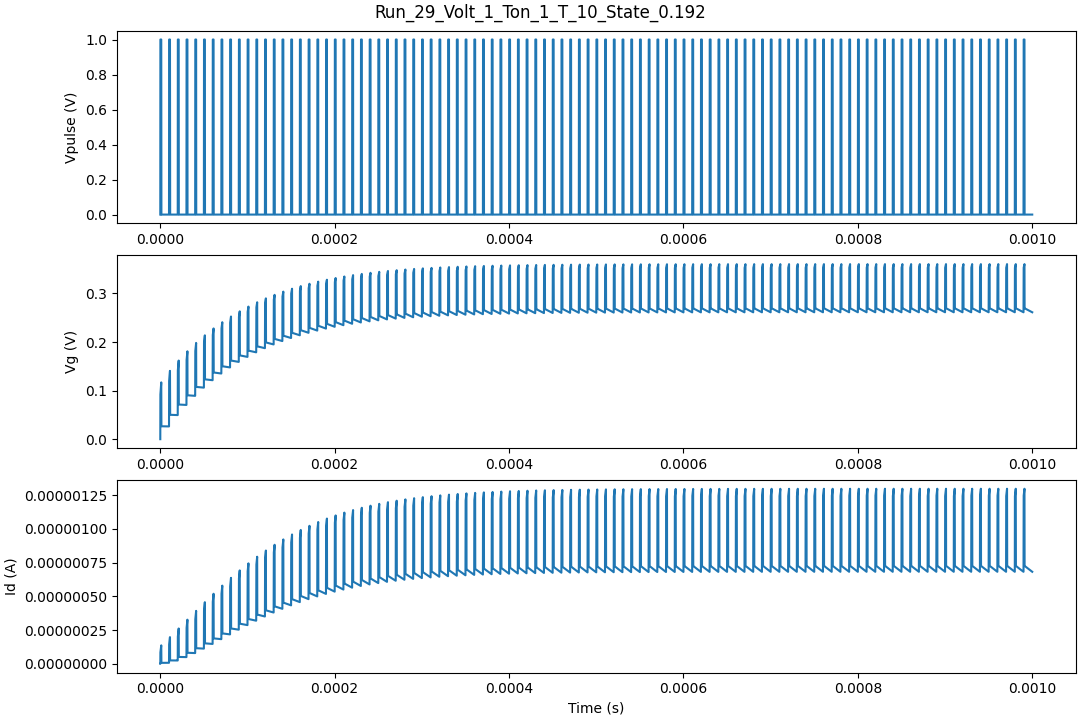 Run_29_Volt_1_Ton_1_T_10_State_0.192
Vpulse (V)
1.0
0.8
0.6
0.4
0.2
0.0
0.0000 0.0002 0.0004 0.0006 0.0008 0.0010
Vg (V)
0.3
0.2
0.1
0.0
0.0000 0.0002 0.0004 0.0006 0.0008 0.0010
Id (A)
0.00000125
0.00000100
0.00000075
0.00000050
0.00000025
0.00000000
0.0000 0.0002 0.0004 0.0006 0.0008 0.0010
Time (s)